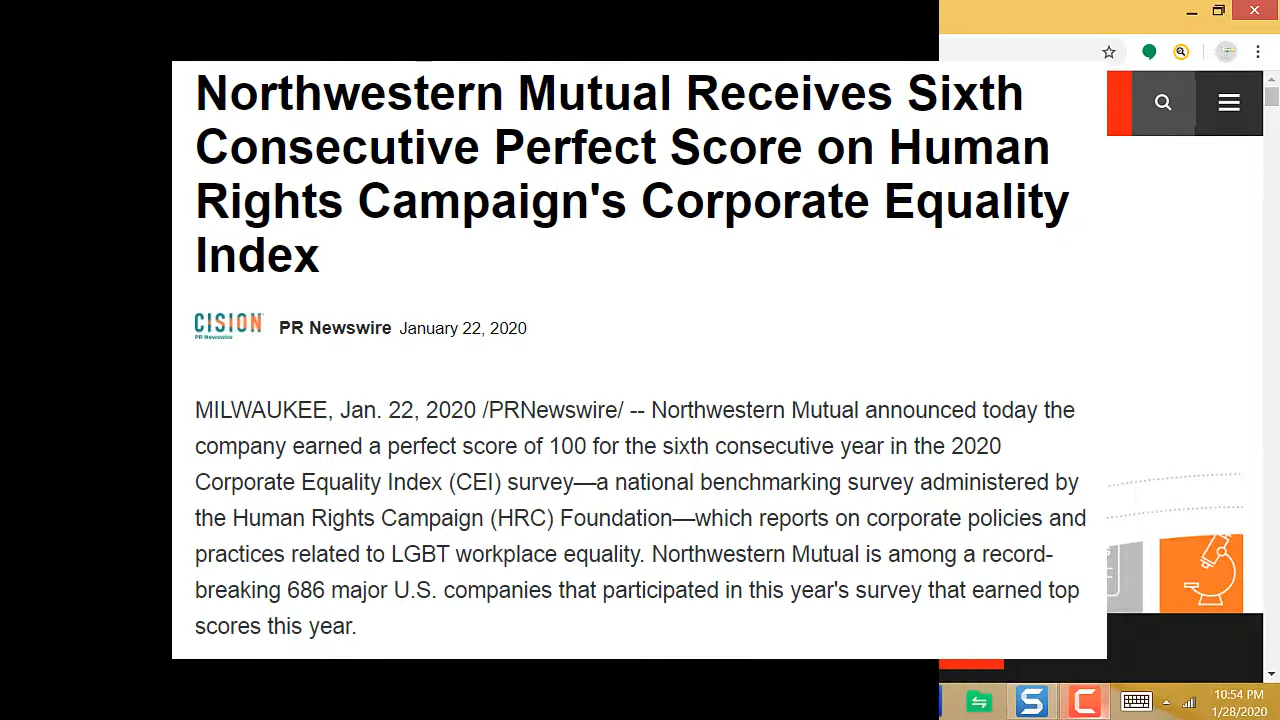 Northwestern Mutual Receives Sixth
Consecutive Perfect Score on Human
Rights Campaign's Corporate Equality
Index
CISION
PR Newswire
PR Newswire January 22, 2020
MILWAUKEE, Jan. 22, 2020 /PRNewswire/ -- Northwestern Mutual announced today the
company earned a perfect score of 100 for the sixth consecutive year in the 2020
Corporate Equality Index (CEI) survey—a national benchmarking survey administered by
the Human Rights Campaign (HRC) Foundation—which reports on corporate policies and
practices related to LGBT workplace equality. Northwestern Mutual is among a record-
breaking 686 major U.S. companies that participated in this year's survey that earned top
scores this year.
S
C
10:54 PM
1/28/2020